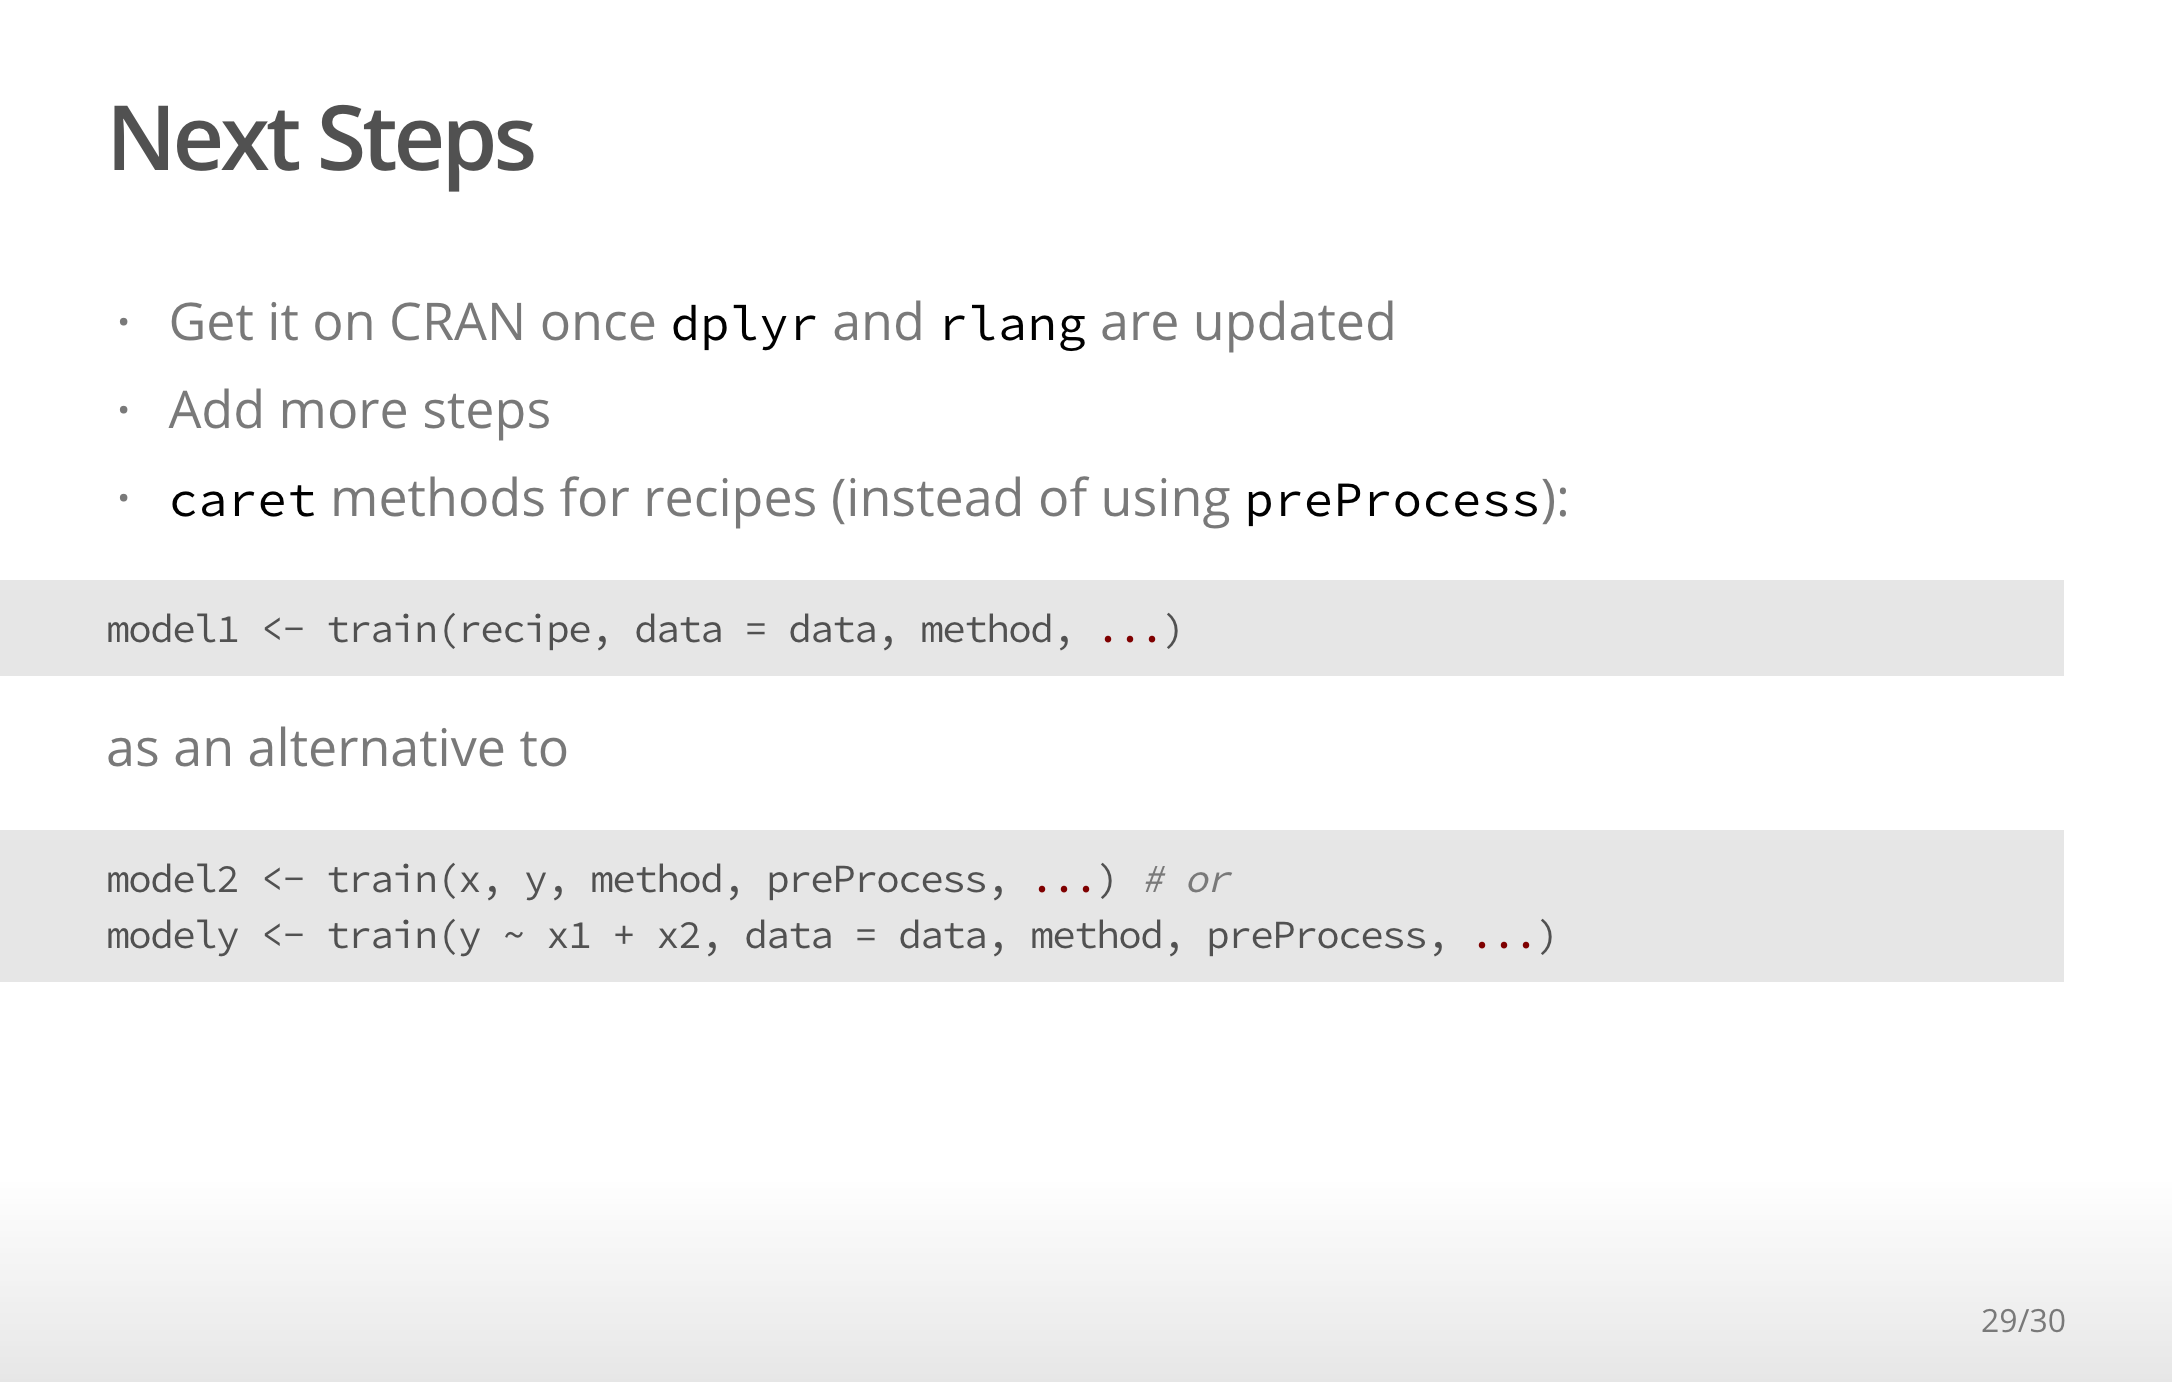 Next Steps
· Get it on CRAN once dplyr and rlang are updated
· Add more steps
· caret methods for recipes (instead of using preProcess):
model1 <- train(recipe, data = data, method, ...)
as an alternative to
model2 <- train(x, y, method, preProcess, ...) # or
modely <- train(y ~ x1 + x2, data = data, method, preProcess, ...)
29/30